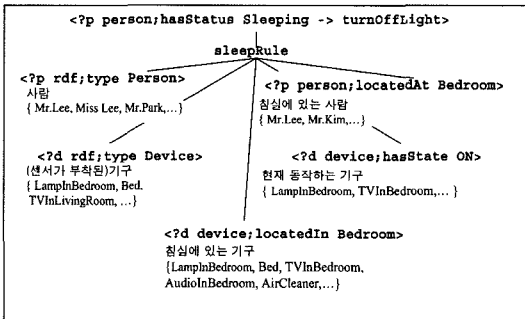 <?p person;hasStatus Sleeping -> turnOffLight>
sleepRule
<?p rdf;type Person>
사람
{ Mr.Lee, Miss Lee, Mr.Park,...}
<?p person;locatedAt Bedroom>
침실에 있는 사람
{ Mr.Lee, Mr.Kim,... }
<?d rdf;type Device>
(센서가 부착된)기구
{ LampInBedroom, Bed.
TVInLivingRoom, ...}
<?d device;hasState ON>
현재 동작하는 기구
{ LampInBedroom, TVInBedroom,... }
<?d device;locatedIn Bedroom>
침실에 있는 기구
{LampInBedroom, Bed, TVInBedroom,
AudioInBedroom, AirCleaner,...}